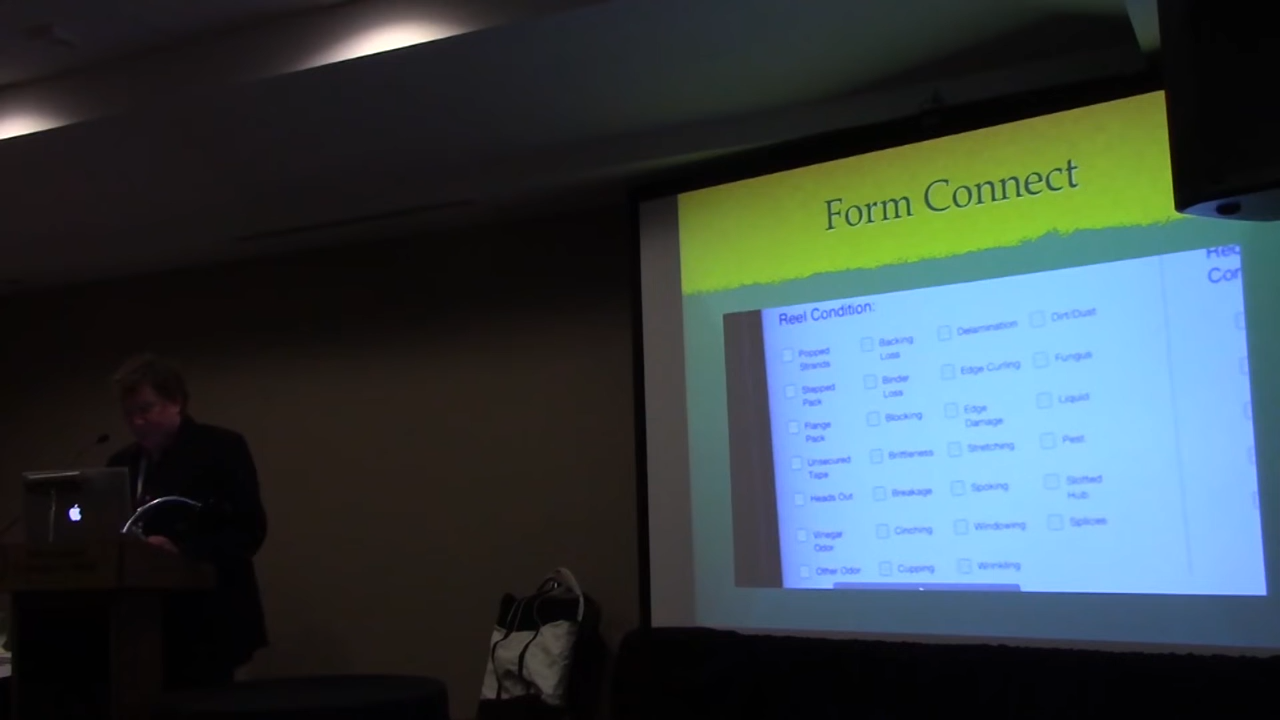 Form Connect
Reel Condition:
Popped
Strands
Backing
Loss
Delamination
Dirt/Dust
Stepped
Pack
Binder
Loss
Edge Curling
Fungus
Flange
Pack
Blocking
Edge
Damage
Liquid
Unsecured
Tape
Brittleness
Stretching
Pest
Heads Out
Breakage
Spoking
Slotted
Hub
Vinegar
Odor
Cinching
Windowing
Splices
Other Odor
Cupping
Wrinkling